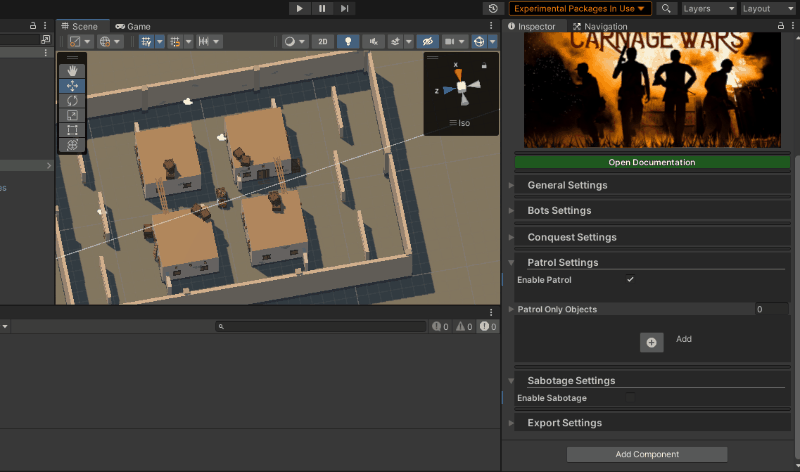 Experimental Packages In Use
Layers
Layout
Scene
Game
Inspector
Navigation
2D
x
z
Iso
CARNAGE WARS
Open Documentation
General Settings
Bots Settings
Conquest Settings
Patrol Settings
Enable Patrol
Patrol Only Objects
0
Add
Sabotage Settings
Enable Sabotage
Export Settings
Add Component
0
0
0